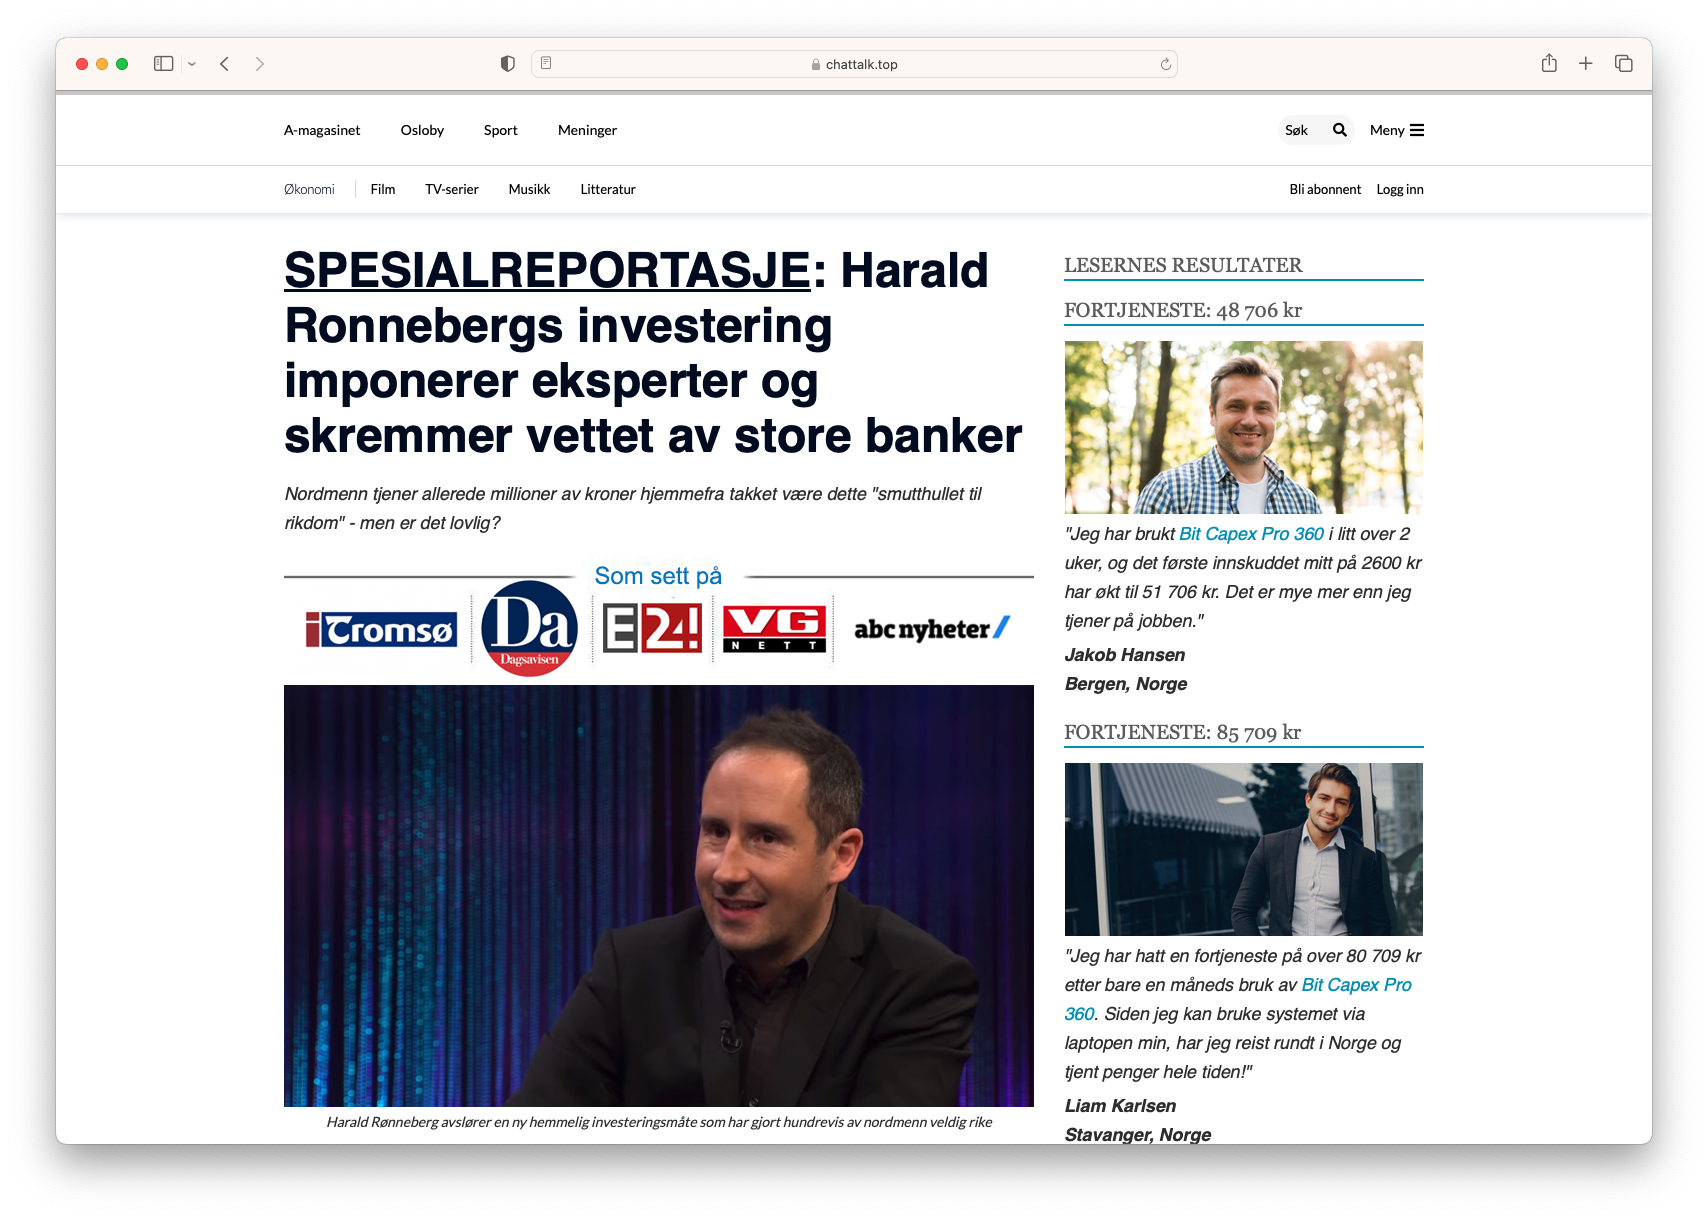 chattalk.top
A-magasinet Osloby Sport Meninger
Søk Meny
Økonomi Film TV-serier Musikk Litteratur
Bli abonnent Logg inn
SPESIALREPORTASJE: Harald
Ronnebergs investering
imponerer eksperter og
skremmer vettet av store banker
Nordmenn tjener allerede millioner av kroner hjemmefra takket være dette "smutthullet til
rikdom" - men er det lovlig?
Som sett på
iTromsø
Da
Dagsavisen
E24!
VG
NETT
abc nyheter
Harald Rønneberg avslører en ny hemmelig investeringsmåte som har gjort hundrevis av nordmenn veldig rike
LESERNES RESULTATER
FORTJENESTE: 48 706 kr
"Jeg har brukt Bit Capex Pro 360 i litt over 2
uker, og det første innskuddet mitt på 2600 kr
har økt til 51 706 kr. Det er mye mer enn jeg
tjener på jobben."
Jakob Hansen
Bergen, Norge
FORTJENESTE: 85 709 kr
"Jeg har hatt en fortjeneste på over 80 709 kr
etter bare en måneds bruk av Bit Capex Pro
360. Siden jeg kan bruke systemet via
laptopen min, har jeg reist rundt i Norge og
tjent penger hele tiden!"
Liam Karlsen
Stavanger, Norge